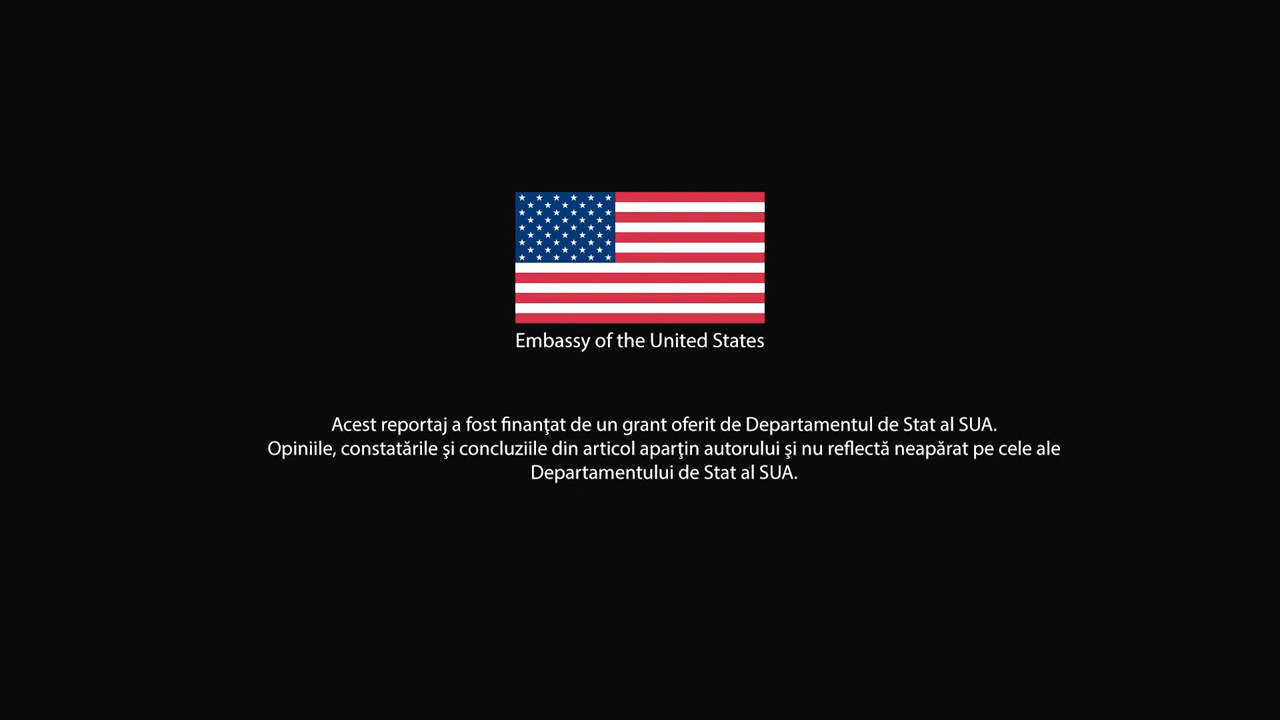 Embassy of the United States
Acest reportaj a fost finanţat de un grant oferit de Departamentul de Stat al SUA.
Opiniile, constatările şi concluziile din articol aparţin autorului şi nu reflectă neapărat pe cele ale
Departamentului de Stat al SUA.